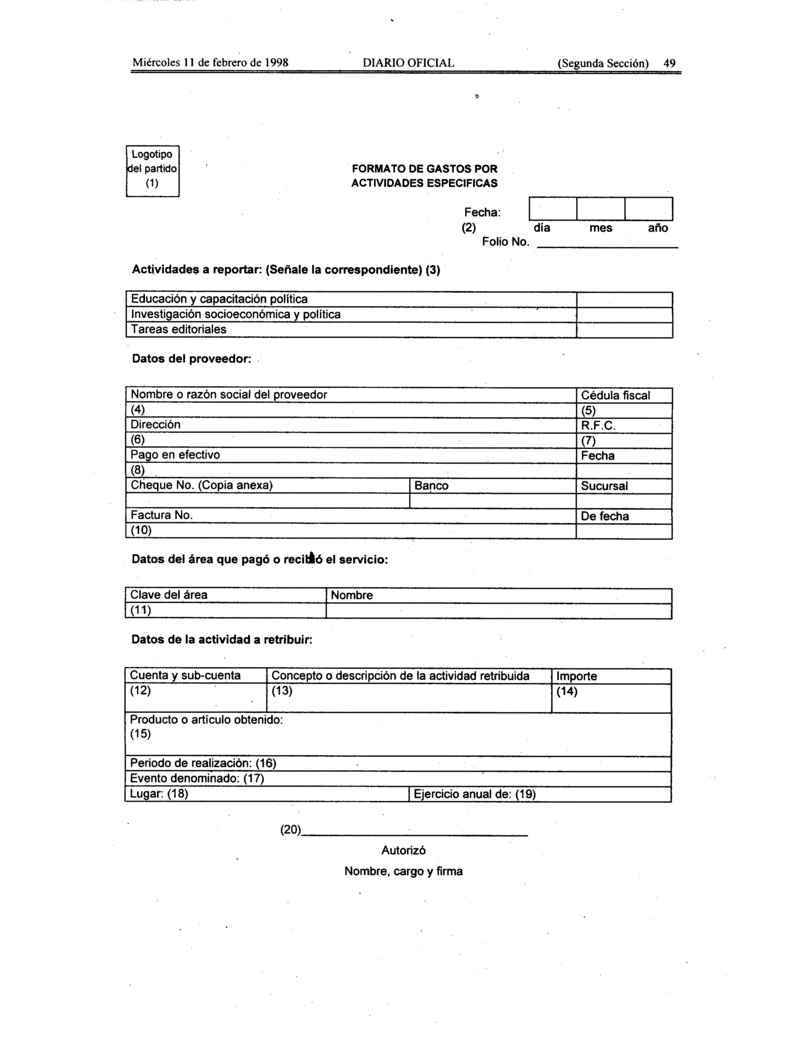 Miércoles 11 de febrero de 1998 DIARIO OFICIAL (Segunda Sección) 49
Logotipo
del partido
(1)
FORMATO DE GASTOS POR
ACTIVIDADES ESPECIFICAS
Fecha:
(2) día mes año
Folio No.
Actividades a reportar: (Señale la correspondiente) (3)
Educación y capacitación política
Investigación socioeconómica y política
Tareas editoriales
Datos del proveedor:
Nombre o razón social del proveedor Cédula fiscal
(4) (5)
Dirección R.F.C.
(6) (7)
Pago en efectivo Fecha
(8)
Cheque No. (Copia anexa) Banco Sucursal
Factura No. De fecha
(10)
Datos del área que pagó o recibió el servicio:
Clave del área Nombre
(11)
Datos de la actividad a retribuir:
Cuenta y sub-cuenta Concepto o descripción de la actividad retribuida Importe
(12) (13) (14)
Producto o artículo obtenido:
(15)
Periodo de realización: (16)
Evento denominado: (17)
Lugar: (18) Ejercicio anual de: (19)
(20)
Autorizó
Nombre, cargo y firma